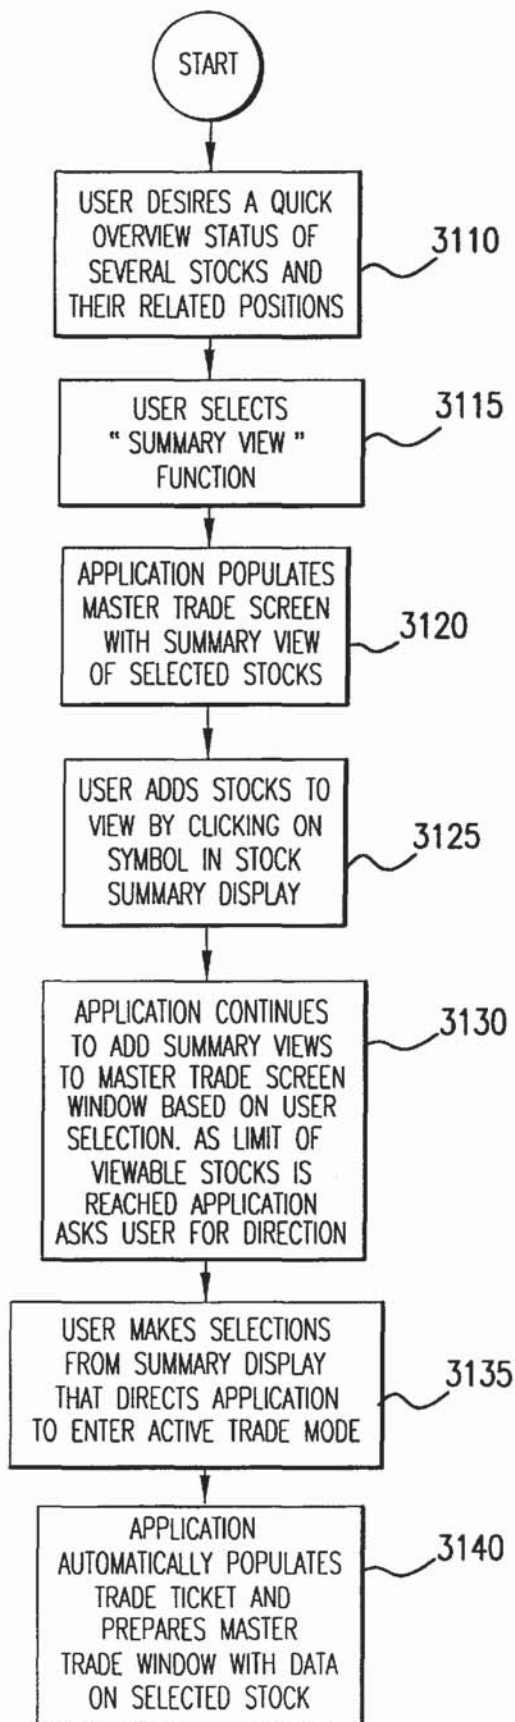 START
USER DESIRES A QUICK
OVERVIEW STATUS OF
SEVERAL STOCKS AND
THEIR RELATED POSITIONS
3110
USER SELECTS
" SUMMARY VIEW "
FUNCTION
3115
APPLICATION POPULATES
MASTER TRADE SCREEN
WITH SUMMARY VIEW
OF SELECTED STOCKS
3120
USER ADDS STOCKS TO
VIEW BY CLICKING ON
SYMBOL IN STOCK
SUMMARY DISPLAY
3125
APPLICATION CONTINUES
TO ADD SUMMARY VIEWS
TO MASTER TRADE SCREEN
WINDOW BASED ON USER
SELECTION. AS LIMIT OF
VIEWABLE STOCKS IS
REACHED APPLICATION
ASKS USER FOR DIRECTION
3130
USER MAKES SELECTIONS
FROM SUMMARY DISPLAY
THAT DIRECTS APPLICATION
TO ENTER ACTIVE TRADE MODE
3135
APPLICATION
AUTOMATICALLY POPULATES
TRADE TICKET AND
PREPARES MASTER
TRADE WINDOW WITH DATA
ON SELECTED STOCK
3140